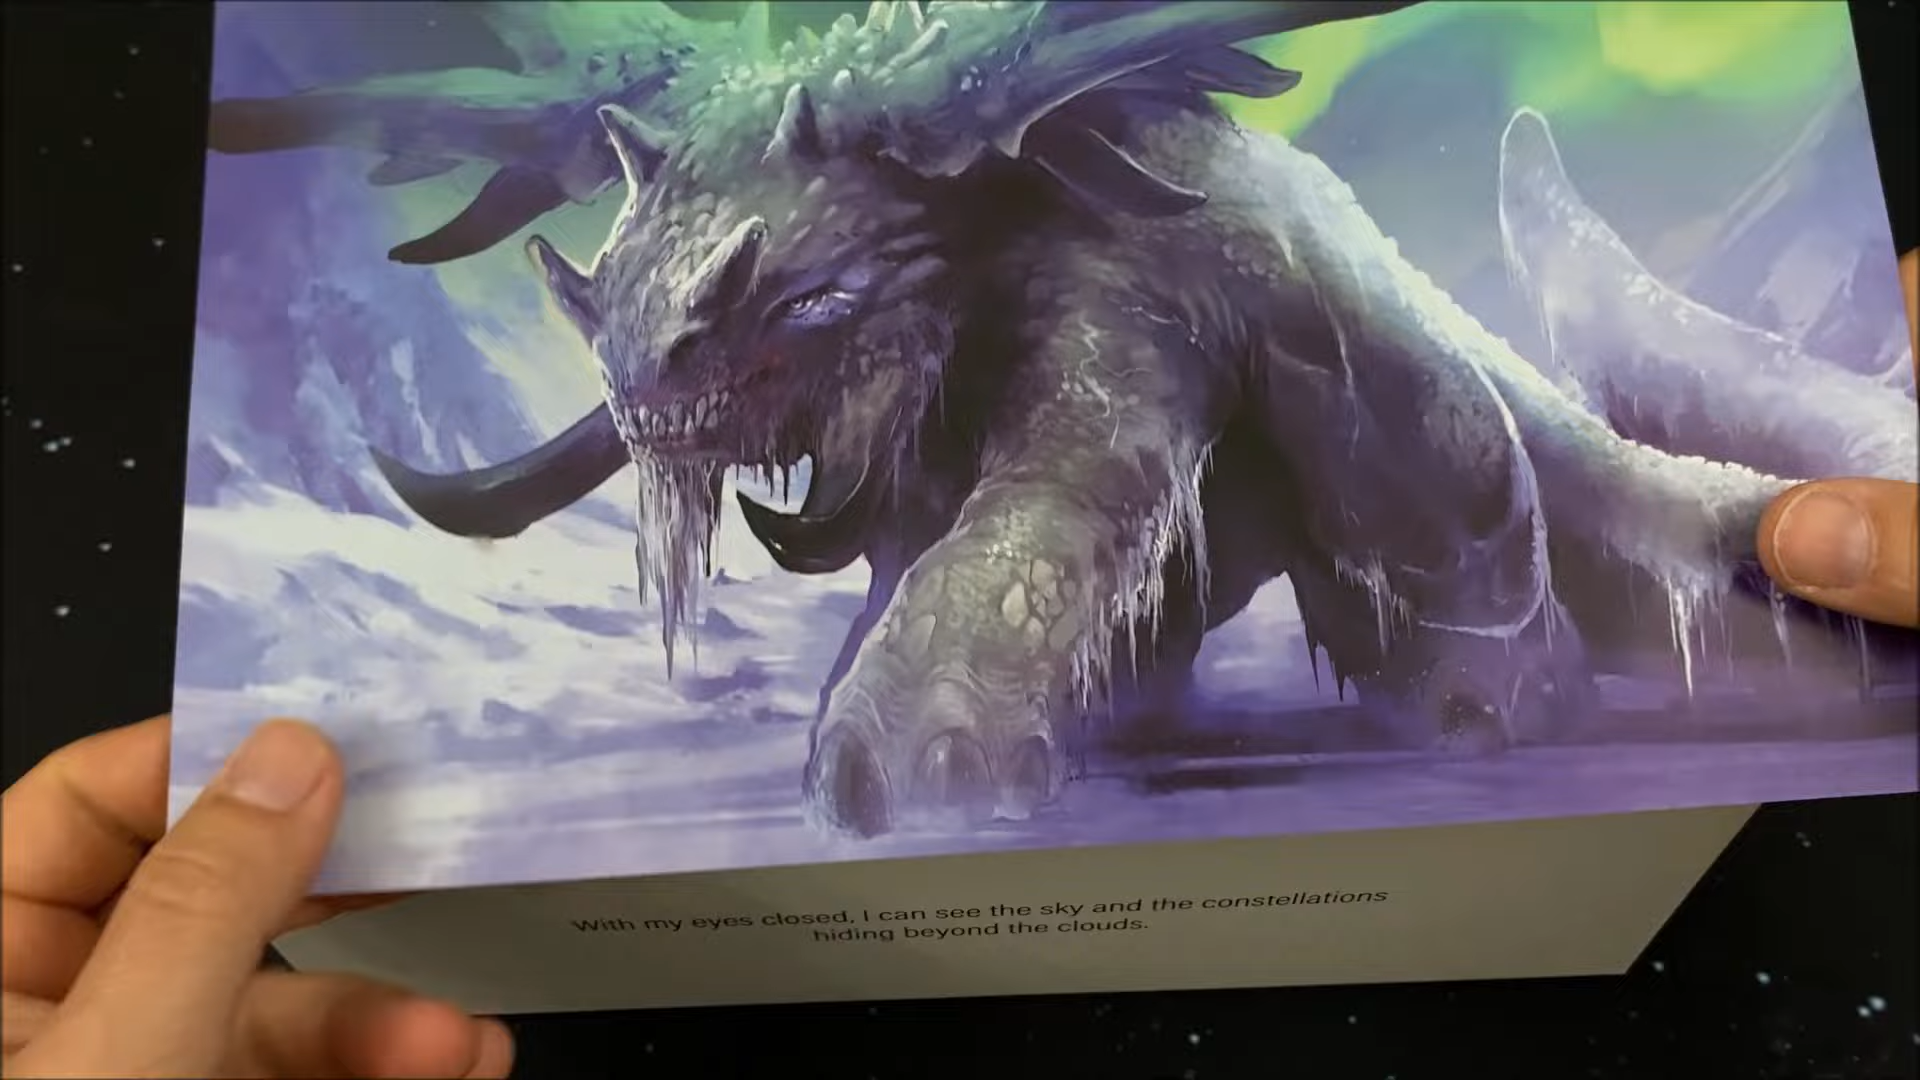 With my eyes closed, I can see the sky and the constellations
hiding beyond the clouds.